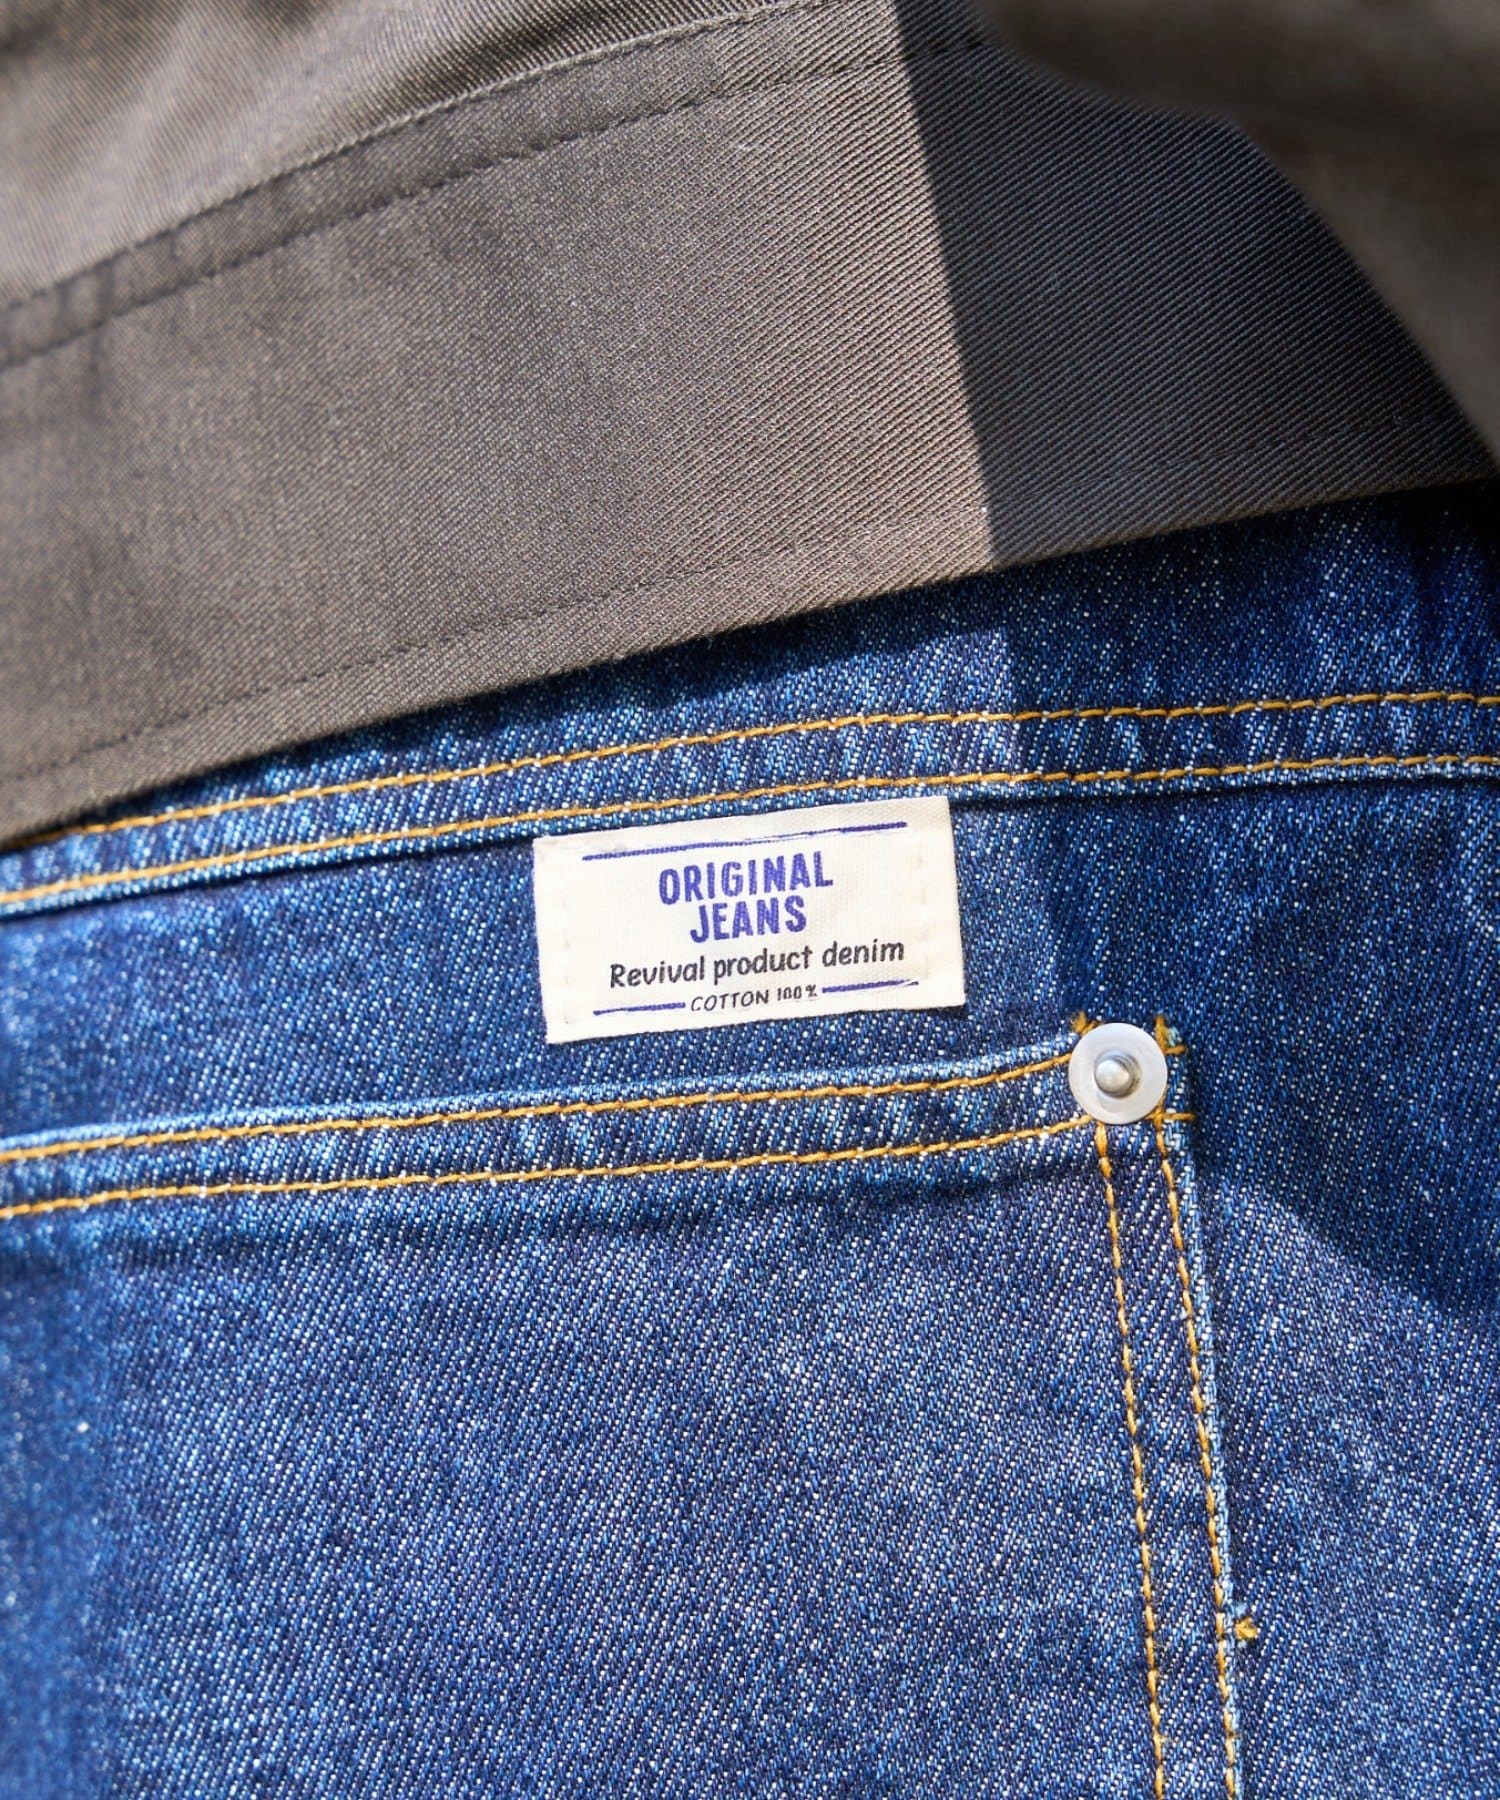 ORIGINAL
JEANS
Revival product denim
COTTON 100%